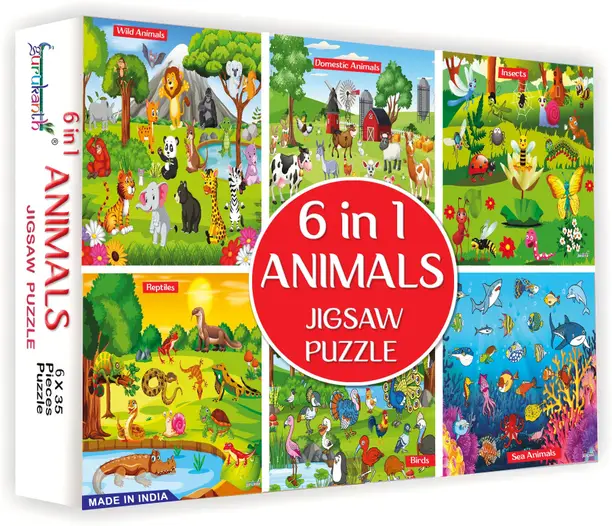 gurukanth
®
6 in 1
ANIMALS
JIGSAW PUZZLE
6 X 35
Pieces
Puzzle
MADE IN INDIA
Wild Animals
Domestic Animals
Insects
6 in 1
ANIMALS
JIGSAW
PUZZLE
Reptiles
Birds
Sea Animals